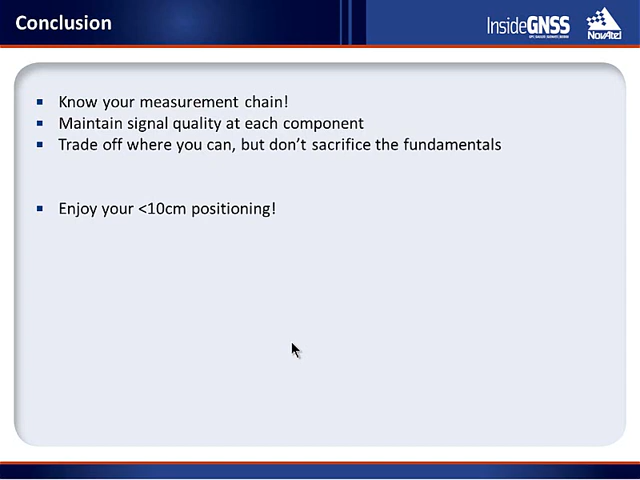 Conclusion
InsideGNSS
NovAtel
Know your measurement chain!
Maintain signal quality at each component
Trade off where you can, but don't sacrifice the fundamentals
Enjoy your <10cm positioning!